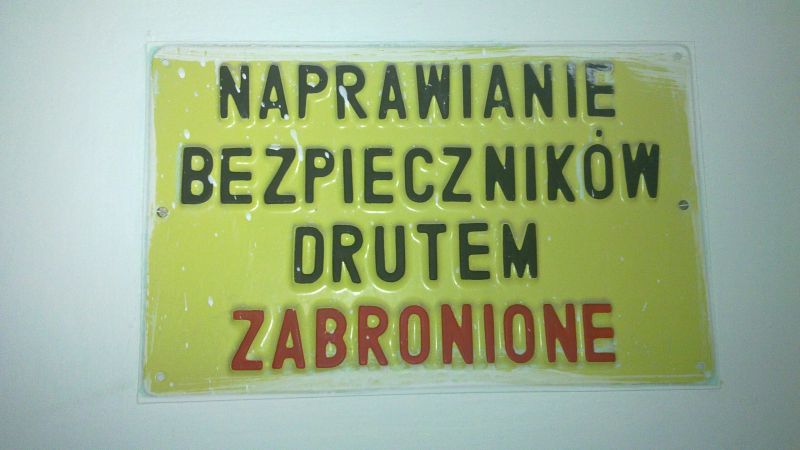 NAPRAWIANIE
BEZPIECZNIKÓW
DRUTEM
ZABRONIONE